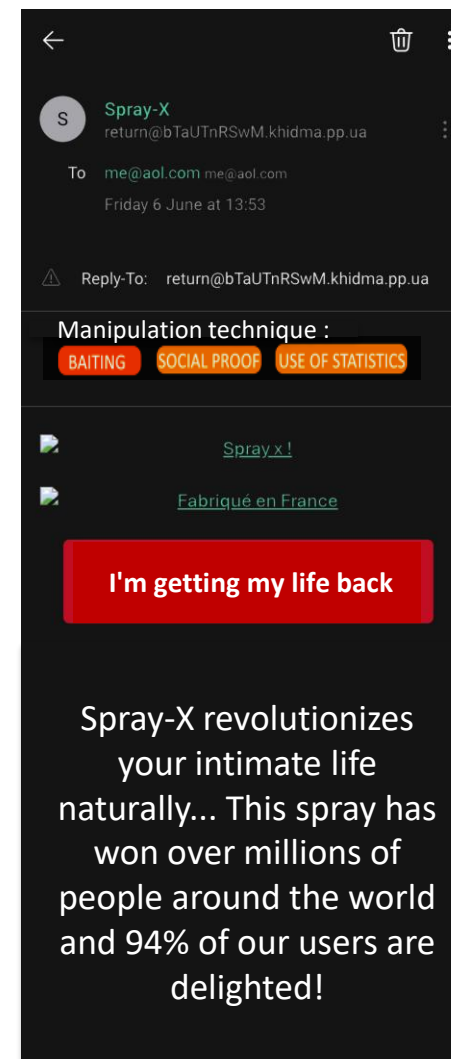 S
Spray-X
return@bTaUTnRSwM.khidma.pp.ua
To me@aol.com me@aol.com
Friday 6 June at 13:53
Reply-To: return@bTaUTnRSwM.khidma.pp.ua
Manipulation technique :
BAITING SOCIAL PROOF USE OF STATISTICS
Spray x !
Fabriqué en France
I'm getting my life back
Spray-X revolutionizes
your intimate life
naturally... This spray has
won over millions of
people around the world
and 94% of our users are
delighted!